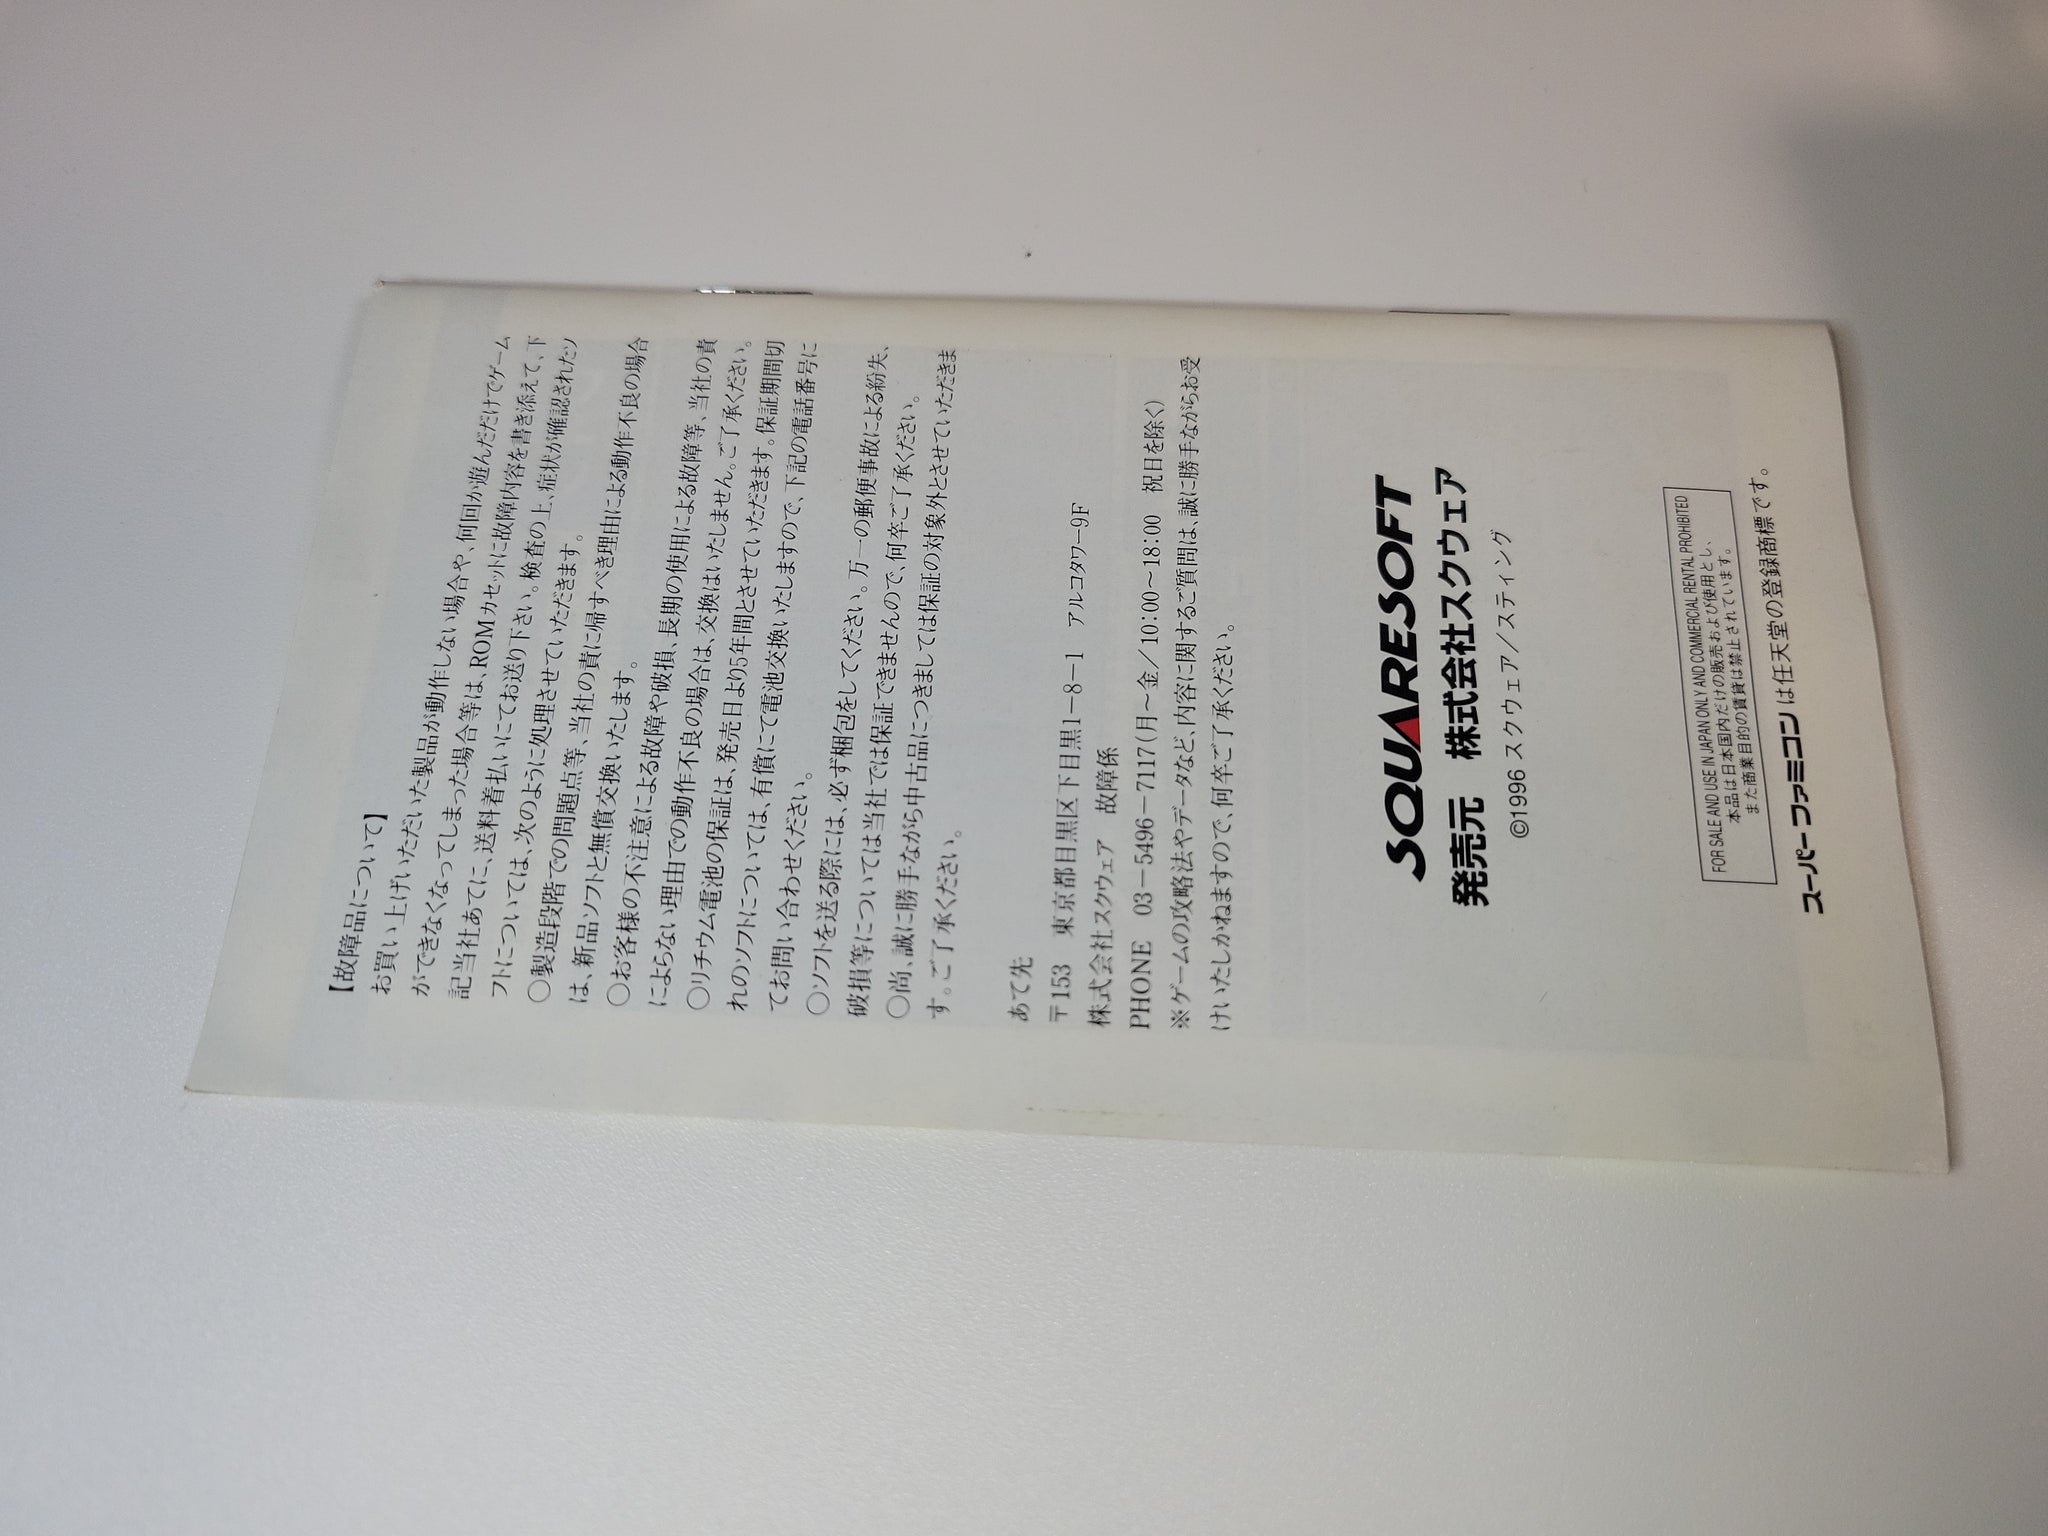 【故障品について】
お買い上げいただいた製品が動作しない場合や、何回か遊んだだけでゲーム
ができなくなってしまった場合等は、ROMカセットに故障内容を書き添えて、下
記当社あてに、送料着払いにてお送り下さい。検査の上、症状が確認されたソ
フトについては、次のように処理させていただきます。
○製造段階での問題点等、当社の責に帰すべき理由による動作不良の場合
は、新品ソフトと無償交換いたします。
○お客様の不注意による故障や破損、長期の使用による故障等、当社の責
によらない理由での動作不良の場合は、交換はいたしません。ご了承ください。
○リチウム電池の保証は、発売日より5年間とさせていただきます。保証期間切
れのソフトについては、有償にて電池交換いたしますので、下記の電話番号に
てお問い合わせください。
○ソフトを送る際には、必ず梱包をしてください。万一の郵便事故による紛失、
破損等については当社では保証できませんので、何卒ご了承ください。
○尚、誠に勝手ながら中古品につきましては保証の対象外とさせていただきま
す。ご了承ください。
あて先
〒153 東京都目黒区下目黒1-8-1 アルコタワー9F
株式会社スクウェア 故障係
PHONE 03-5496-7117(月~金/10:00~18:00 祝日を除く)
※ゲームの攻略法やデータなど、内容に関するご質問は、誠に勝手ながらお受
けいたしかねますので、何卒ご了承ください。
SQUARESOFT
発売元 株式会社スクウェア
©1996 スクウェア/スティング
FOR SALE AND USE IN JAPAN ONLY AND COMMERCIAL RENTAL PROHIBITED
本品は日本国内だけの販売および使用とし、
また商業目的の賃貸は禁止されています。
スーパーファミコンは任天堂の登録商標です。